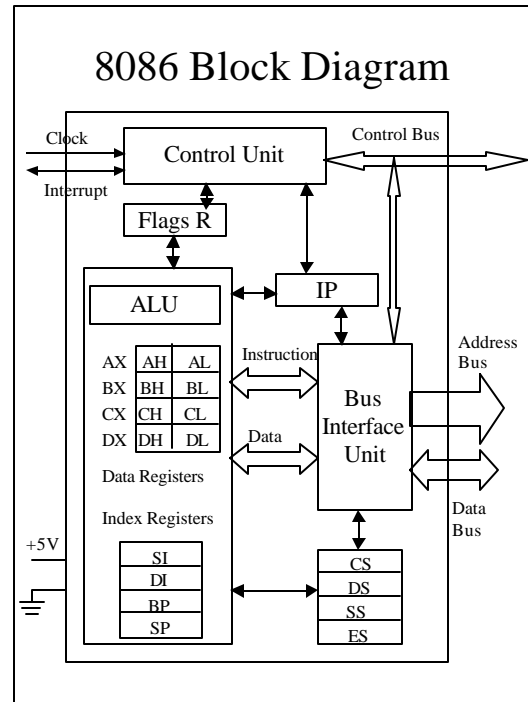 8086 Block Diagram
Clock
Control Bus
Control Unit
Interrupt
Flags R
ALU
IP
Address
Bus
Instruction
AX AH AL
BX BH BL
CX CH CL
DX DH DL
Bus
Interface
Unit
Data
Data Registers
Data
Bus
Index Registers
+5V
SI
DI
BP
SP
CS
DS
SS
ES